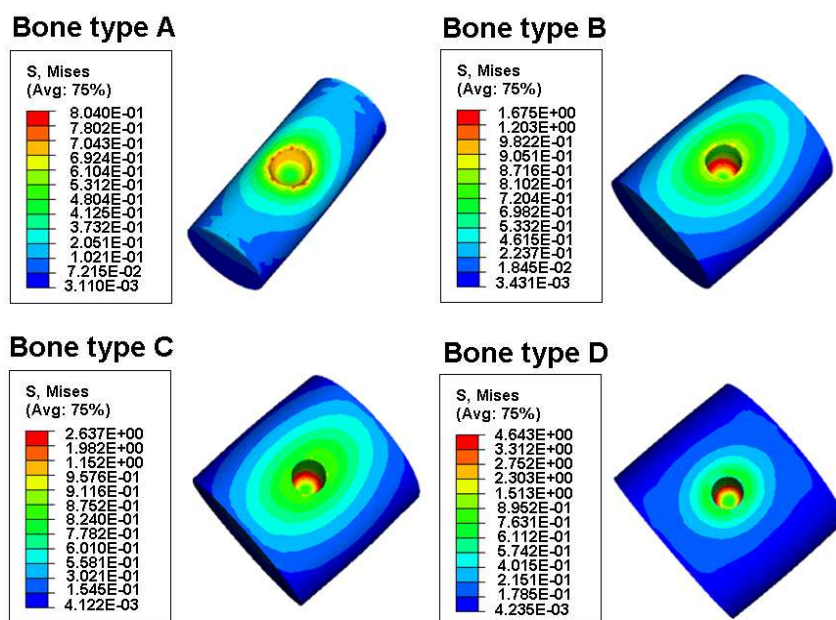 Bone type A
S, Mises
(Avg: 75%)
8.040E-01
7.802E-01
7.043E-01
6.924E-01
6.104E-01
5.312E-01
4.804E-01
4.125E-01
3.732E-01
2.051E-01
1.021E-01
7.215E-02
3.110E-03
Bone type B
S, Mises
(Avg: 75%)
1.675E+00
1.203E+00
9.822E-01
9.051E-01
8.716E-01
8.102E-01
7.204E-01
6.982E-01
5.332E-01
4.615E-01
2.237E-01
1.845E-02
3.431E-03
Bone type C
S, Mises
(Avg: 75%)
2.637E+00
1.982E+00
1.152E+00
9.576E-01
9.116E-01
8.752E-01
8.240E-01
7.782E-01
6.010E-01
5.581E-01
3.021E-01
1.545E-01
4.122E-03
Bone type D
S, Mises
(Avg: 75%)
4.643E+00
3.312E+00
2.752E+00
2.303E+00
1.513E+00
8.952E-01
7.631E-01
6.112E-01
5.742E-01
4.015E-01
2.151E-01
1.785E-01
4.235E-03